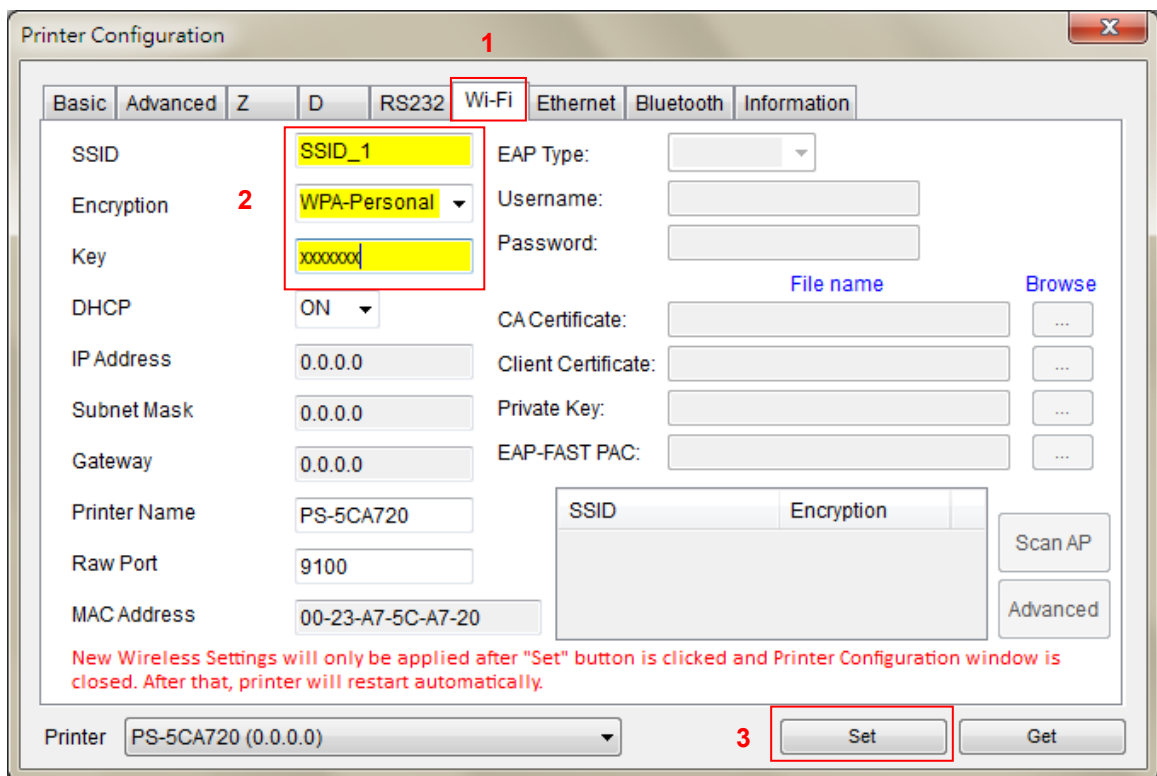 Printer Configuration
X
1
Basic Advanced Z D RS232 Wi-Fi Ethernet Bluetooth Information
SSID SSID_1 EAP Type:
2
Encryption WPA-Personal Username:
Key xxxxxxx Password:
File name Browse
DHCP ON CA Certificate: ...
IP Address 0.0.0.0 Client Certificate: ...
Subnet Mask 0.0.0.0 Private Key: ...
Gateway 0.0.0.0 EAP-FAST PAC: ...
Printer Name PS-5CA720 SSID Encryption
Scan AP
Raw Port 9100
MAC Address 00-23-A7-5C-A7-20 Advanced
New Wireless Settings will only be applied after "Set" button is clicked and Printer Configuration window is
closed. After that, printer will restart automatically.
Printer PS-5CA720 (0.0.0.0) 3 Set Get